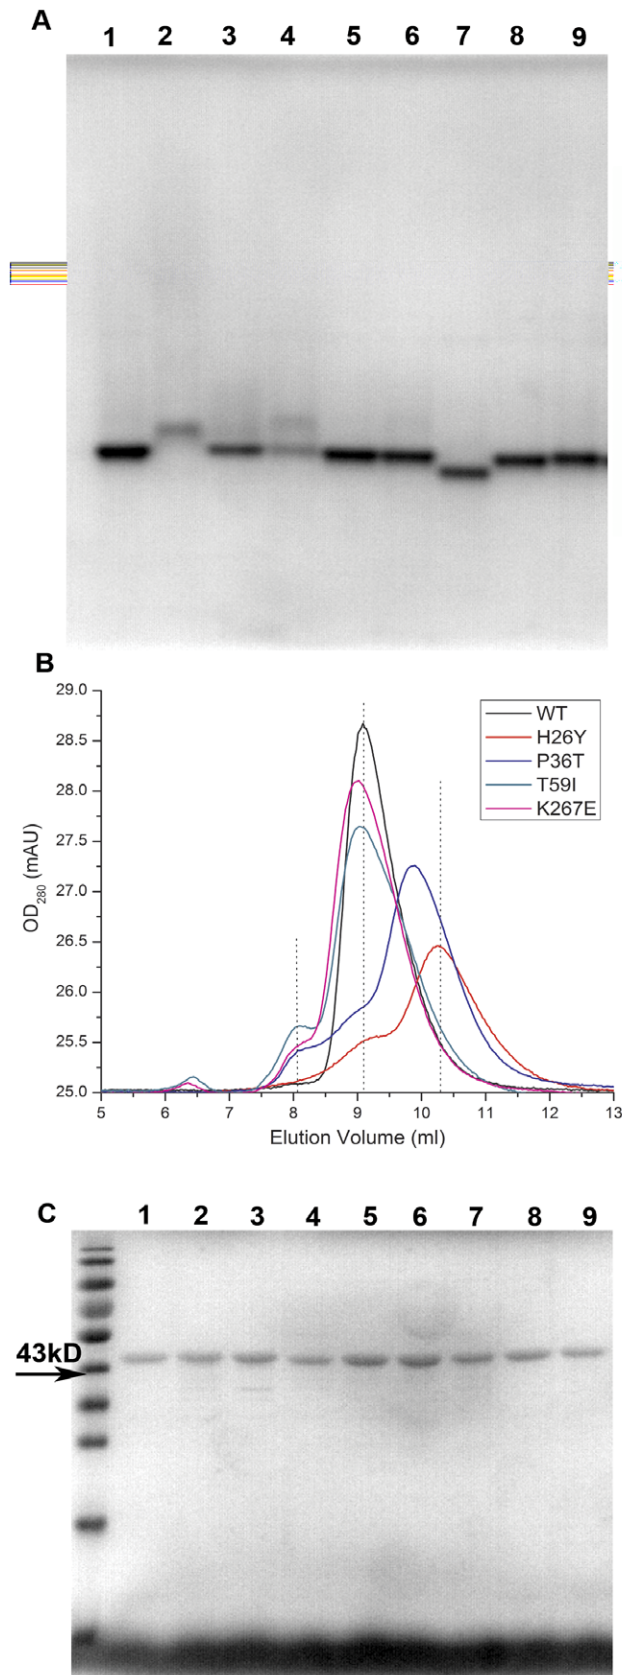 A
1 2 3 4 5 6 7 8 9
B
29.0
28.5
28.0
27.5
27.0
26.5
26.0
25.5
25.0
OD280 (mAU)
WT
H26Y
P36T
T59I
K267E
5 6 7 8 9 10 11 12 13
Elution Volume (ml)
C
1 2 3 4 5 6 7 8 9
43kD